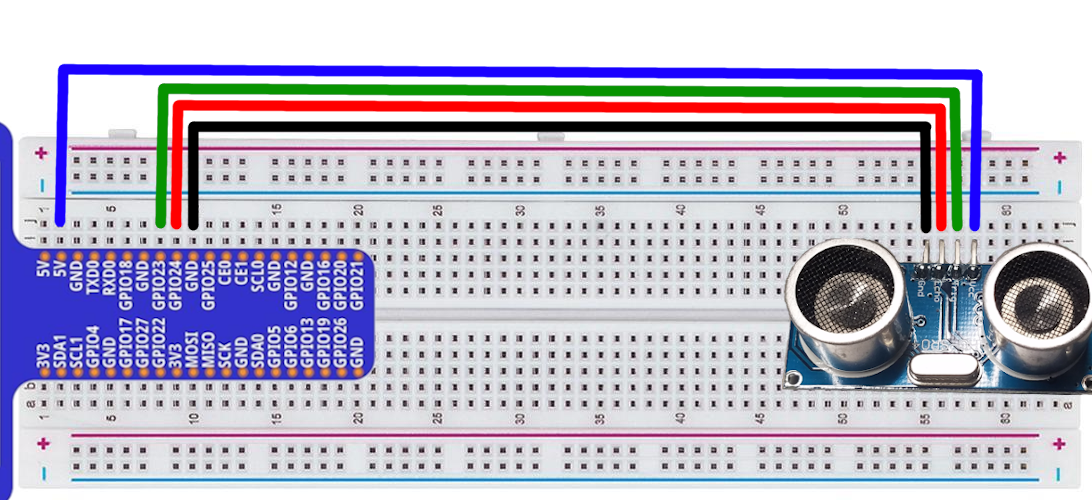 + +
− −
1 5 15 20 25 30 35 40 45 50 60
j j
i
5V 5V GND TXD0 RXD0 GPIO18 GND GPIO23 GPIO24 GND GPIO25 CE0 CE1 SCL0 GND GPIO12 GND GPIO16 GPIO20 GPIO21
Gnd Echo Trig Vcc
3V3 SDA1 SCL1 GPIO4 GND GPIO17 GPIO27 GPIO22 3V3 MOSI MISO SCK GND SDA0 GPIO5 GPIO6 GPIO13 GPIO19 GPIO26 GND
b
a a
1 5 10 15 20 25 30 35 40 45 50 55 60
+ +
− −